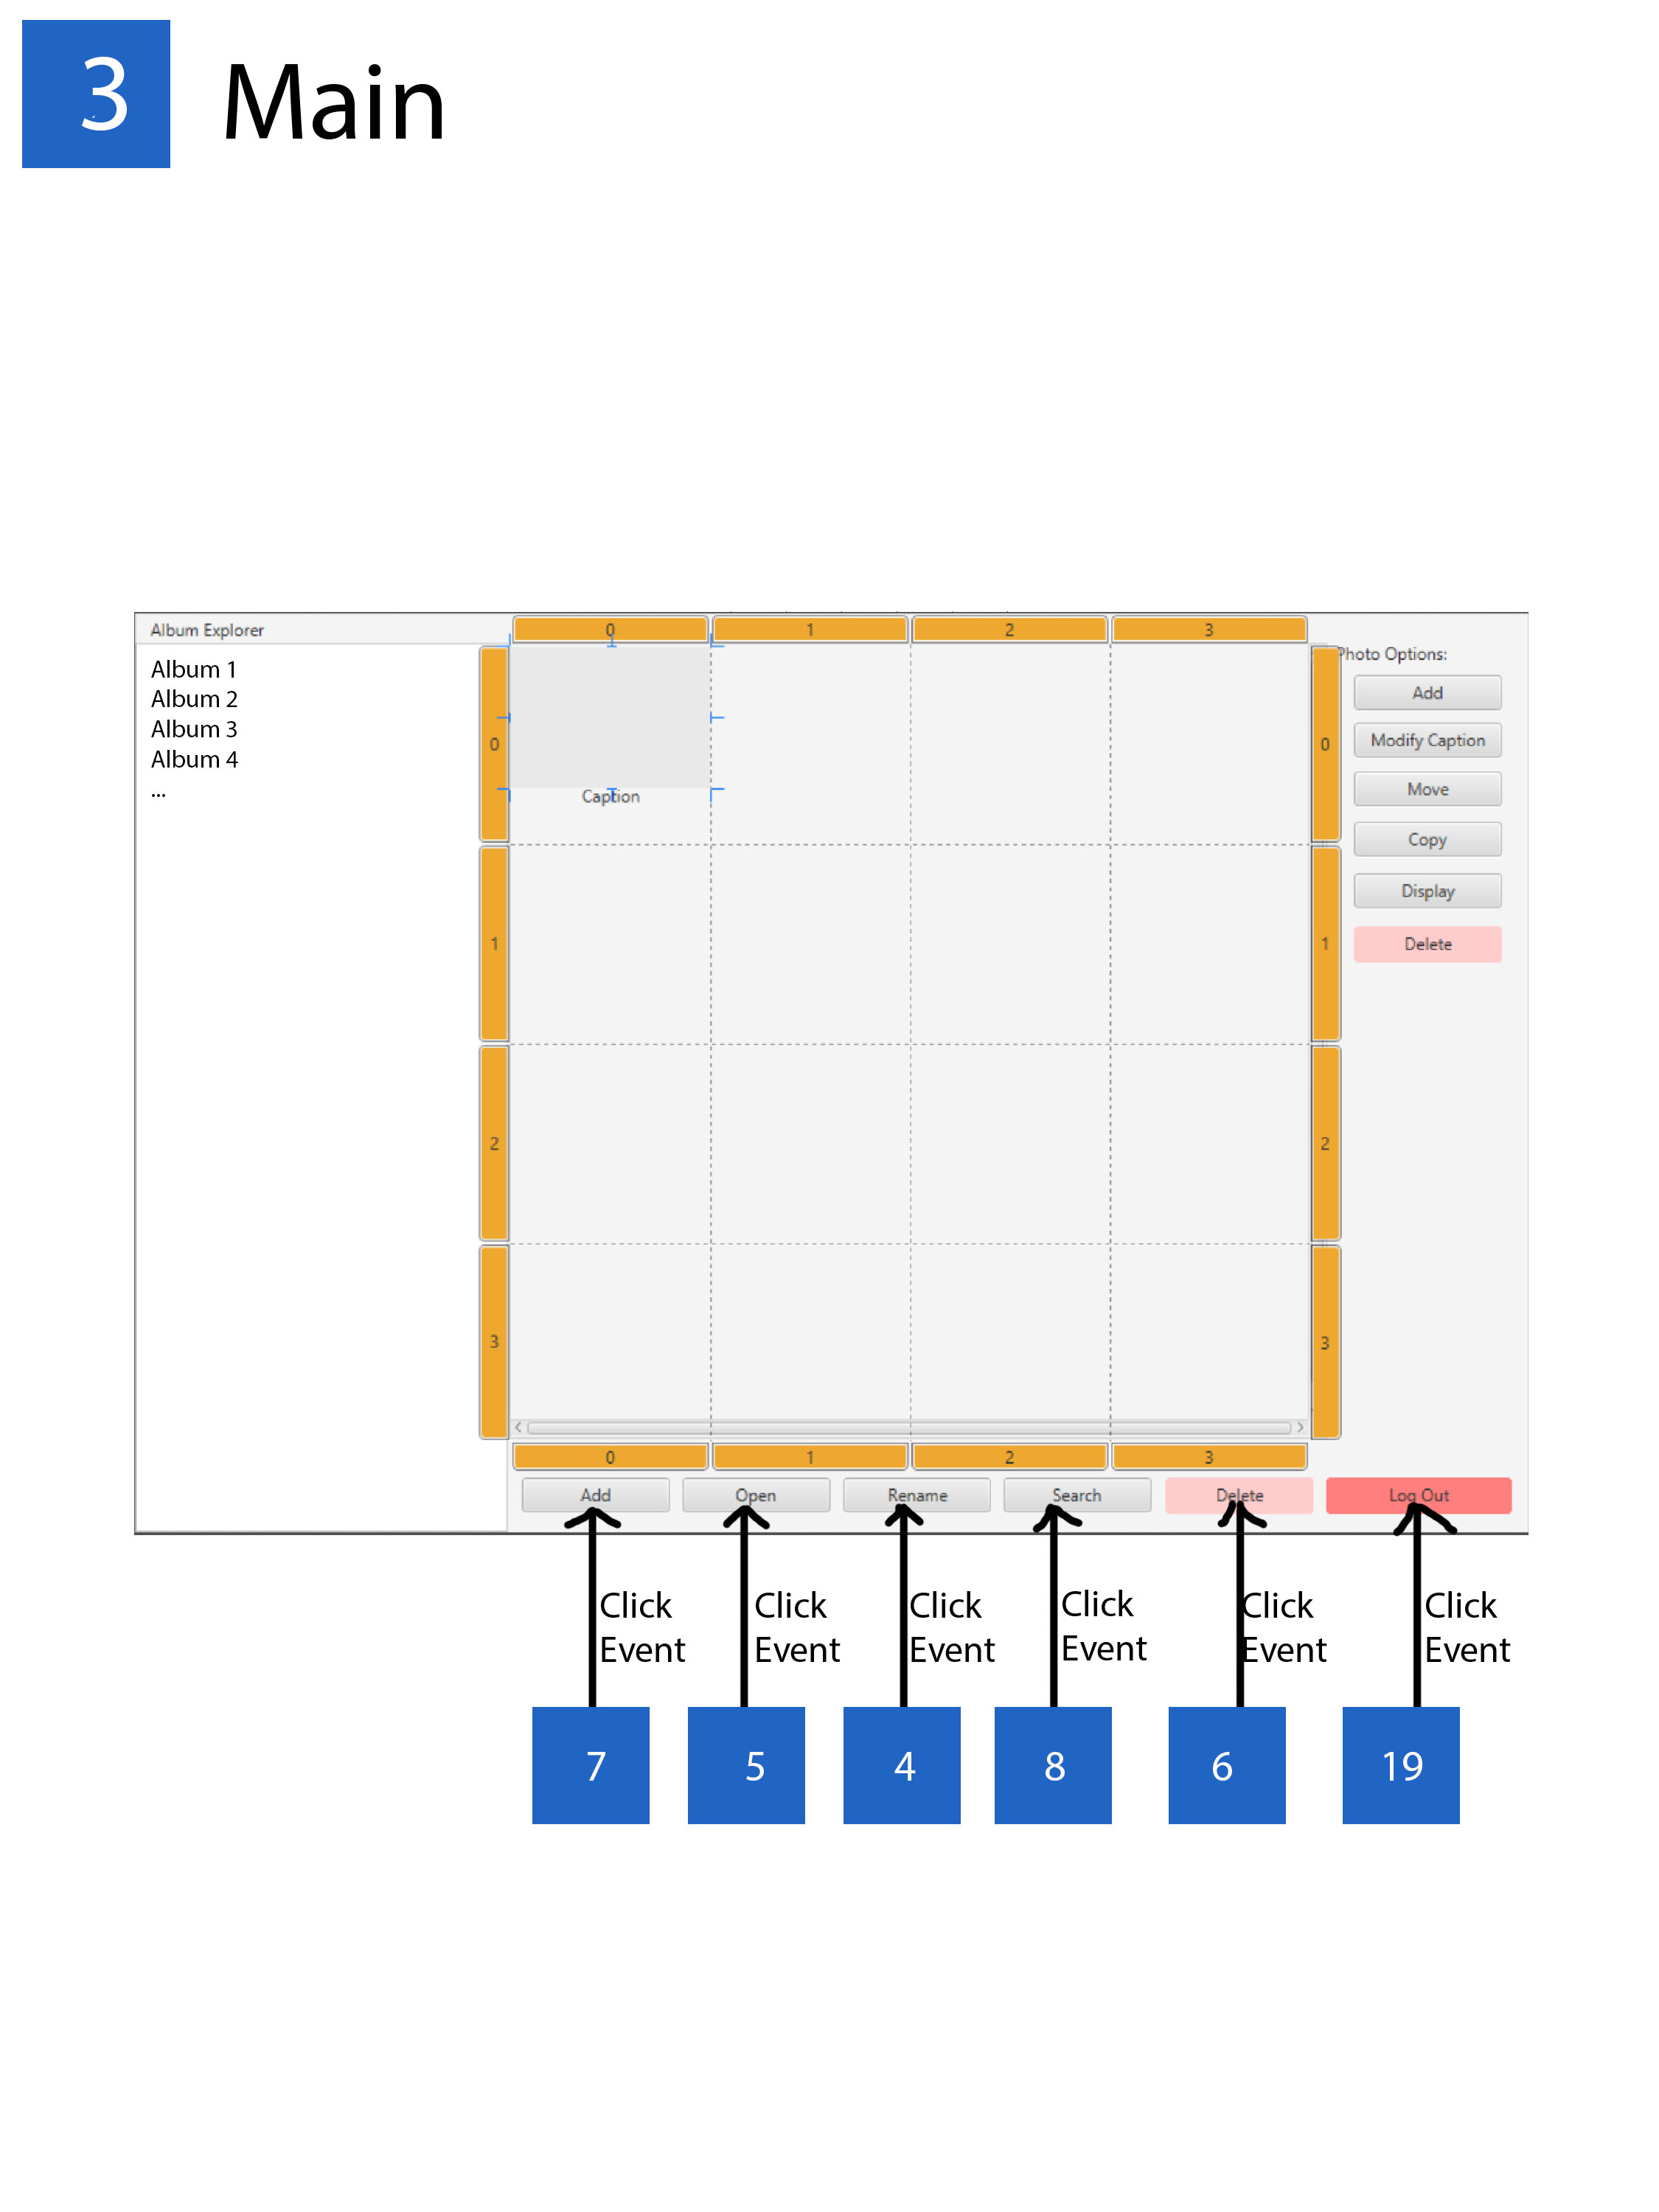 3 Main
Album Explorer
0 1 2 3
Album 1
Album 2
Album 3
Album 4
...
0
1
2
3
Caption
0
1
2
3
Photo Options:
Add
Modify Caption
Move
Copy
Display
Delete
0 1 2 3
Add Open Rename Search Delete Log Out
Click Event
Click Event
Click Event
Click Event
Click Event
Click Event
7 5 4 8 6 19